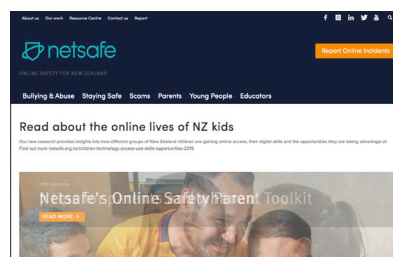 About us Our work Resource Centre Contact us Report
netsafe
Report Online Incidents
ONLINE SAFETY FOR NEW ZEALAND
Bullying & Abuse Staying Safe Scams Parents Young People Educators
Read about the online lives of NZ kids
Our new research provides insights into how different groups of New Zealand children are gaining online access, their digital skills and the opportunities they are taking advantage of.
Find out more netsafe.org.nz/children-technology-access-use-skills-opportunities-2019
Netsafe's Online Safety Parent Toolkit
READ MORE